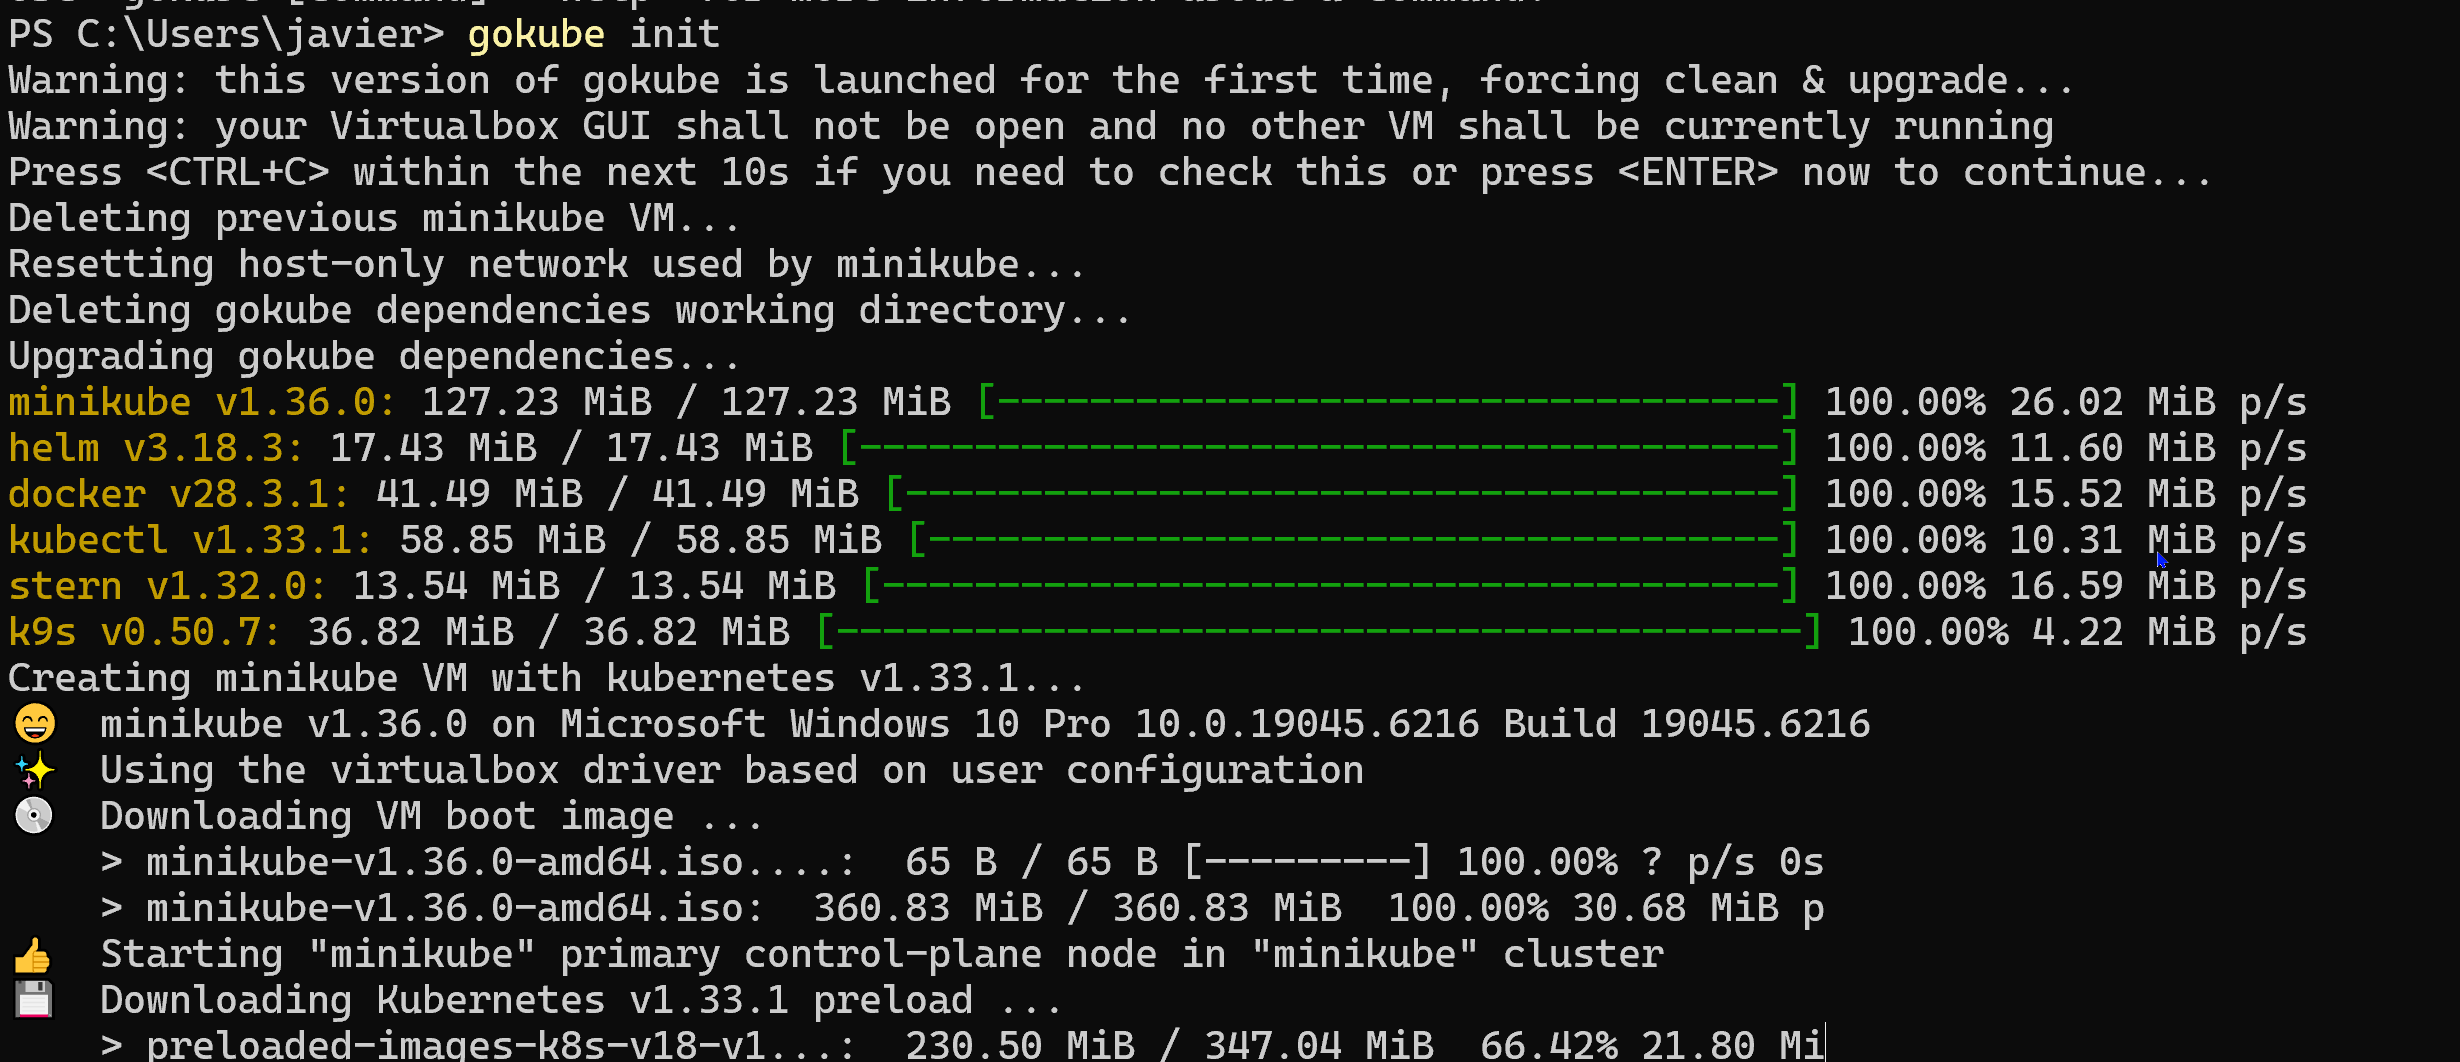 PS C:\Users\javier> gokube init
Warning: this version of gokube is launched for the first time, forcing clean & upgrade...
Warning: your Virtualbox GUI shall not be open and no other VM shall be currently running
Press <CTRL+C> within the next 10s if you need to check this or press <ENTER> now to continue...
Deleting previous minikube VM...
Resetting host-only network used by minikube...
Deleting gokube dependencies working directory...
Upgrading gokube dependencies...
minikube v1.36.0: 127.23 MiB / 127.23 MiB [----------------------------------] 100.00% 26.02 MiB p/s
helm v3.18.3: 17.43 MiB / 17.43 MiB [----------------------------------------] 100.00% 11.60 MiB p/s
docker v28.3.1: 41.49 MiB / 41.49 MiB [--------------------------------------] 100.00% 15.52 MiB p/s
kubectl v1.33.1: 58.85 MiB / 58.85 MiB [-------------------------------------] 100.00% 10.31 MiB p/s
stern v1.32.0: 13.54 MiB / 13.54 MiB [---------------------------------------] 100.00% 16.59 MiB p/s
k9s v0.50.7: 36.82 MiB / 36.82 MiB [------------------------------------------] 100.00% 4.22 MiB p/s
Creating minikube VM with kubernetes v1.33.1...
😄  minikube v1.36.0 on Microsoft Windows 10 Pro 10.0.19045.6216 Build 19045.6216
✨  Using the virtualbox driver based on user configuration
💿  Downloading VM boot image ...
    > minikube-v1.36.0-amd64.iso....:  65 B / 65 B [---------] 100.00% ? p/s 0s
    > minikube-v1.36.0-amd64.iso:  360.83 MiB / 360.83 MiB  100.00% 30.68 MiB p
👍  Starting "minikube" primary control-plane node in "minikube" cluster
💾  Downloading Kubernetes v1.33.1 preload ...
    > preloaded-images-k8s-v18-v1...:  230.50 MiB / 347.04 MiB  66.42% 21.80 Mi